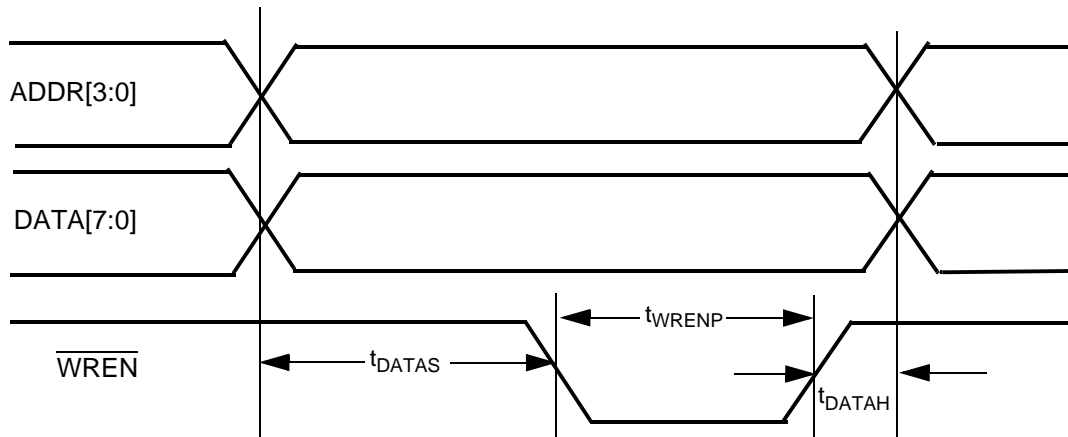 ADDR[3:0]
DATA[7:0]
tWRENP
WREN
tDATAS
tDATAH